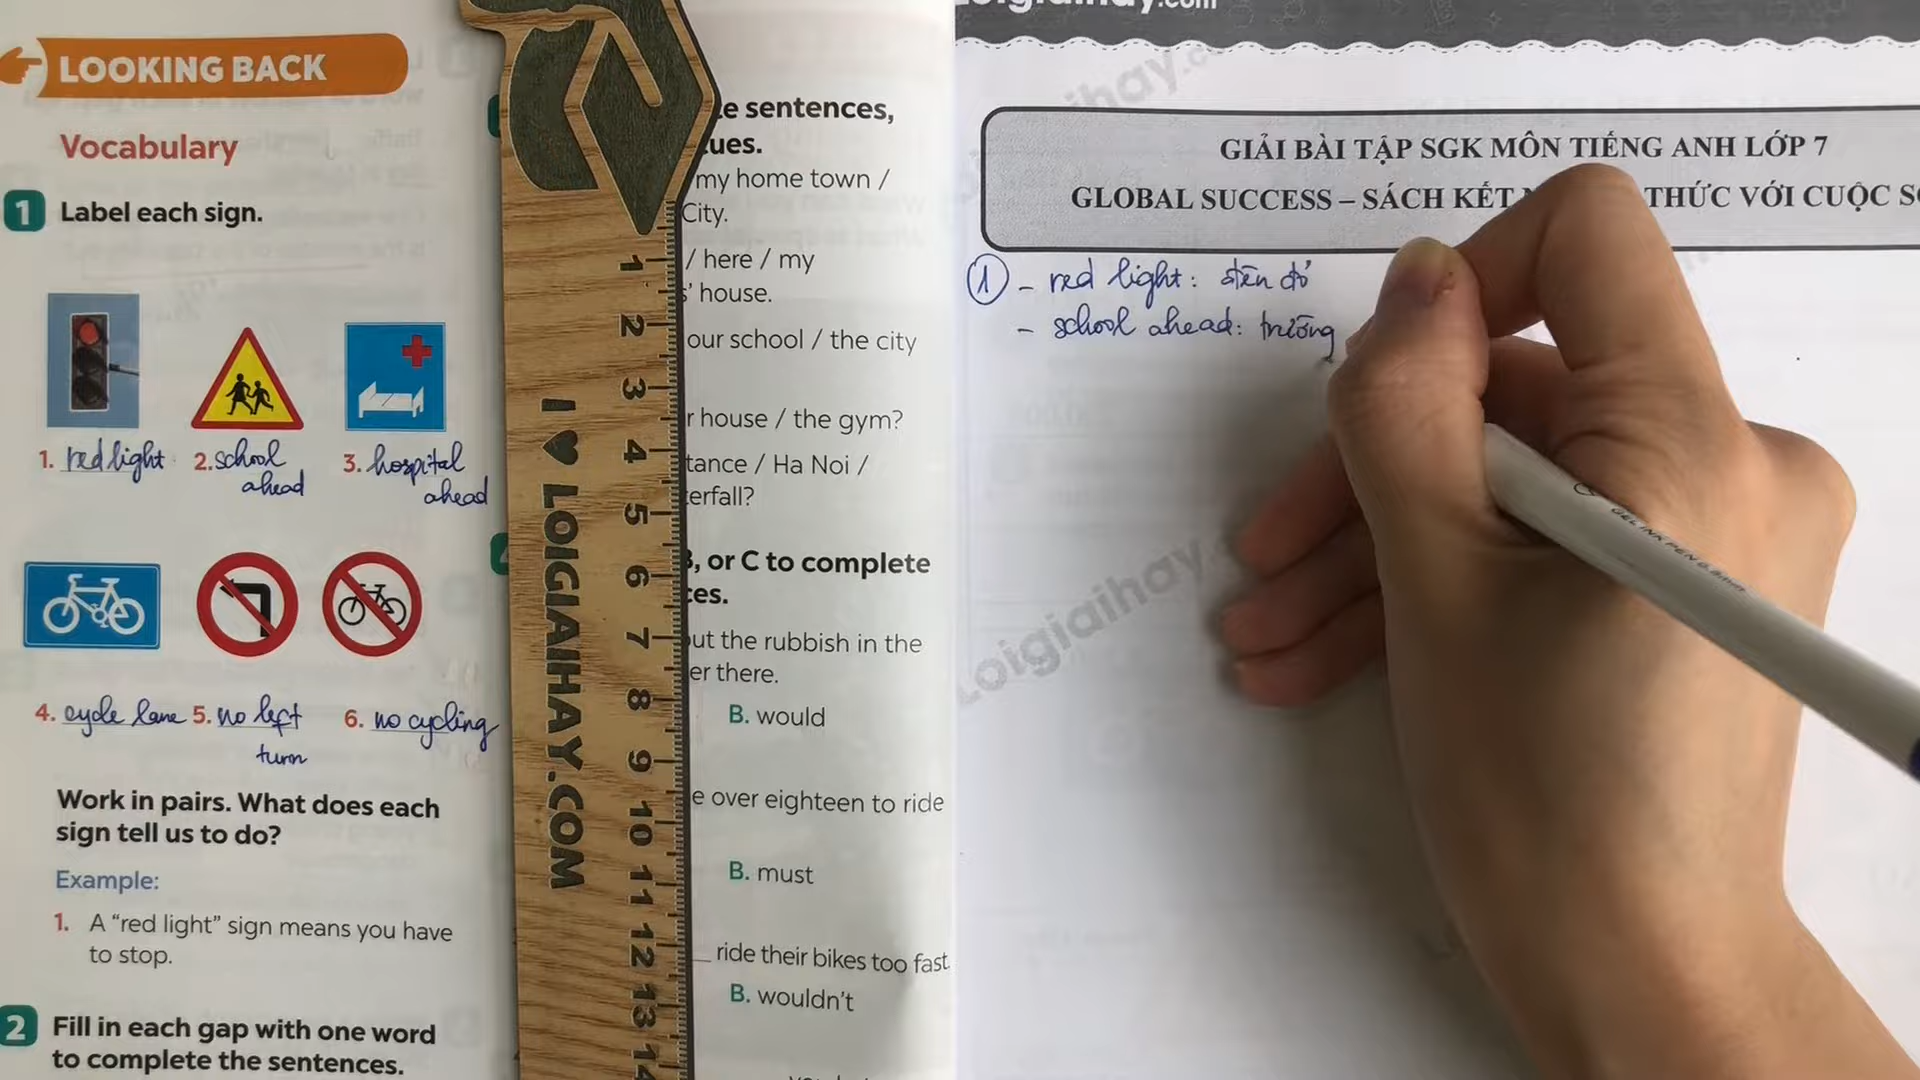 LOOKING BACK
Vocabulary
1 Label each sign.
1. red light 2. school ahead 3. hospital ahead
4. cycle lane 5. no left turn 6. no cycling
Work in pairs. What does each
sign tell us to do?
Example:
1. A “red light” sign means you have
to stop.
2 Fill in each gap with one word
to complete the sentences.
I ♥ LOIGIAIHAY.COM
1
2
3
4
5
6
7
8
9
10
11
12
13
14
sentences,
my home town /
City.
/ here / my
house.
our school / the city
house / the gym?
/ Ha Noi /
or C to complete
the rubbish in the
there.
B. would
over eighteen to ride
B. must
ride their bikes too fast
B. wouldn't
.com
Loigiaihay
GIẢI BÀI TẬP SGK MÔN TIẾNG ANH LỚP 7
GLOBAL SUCCESS – SÁCH KẾT THỨC VỚI CUỘC
1 - red light: đèn đỏ
- school ahead: trường